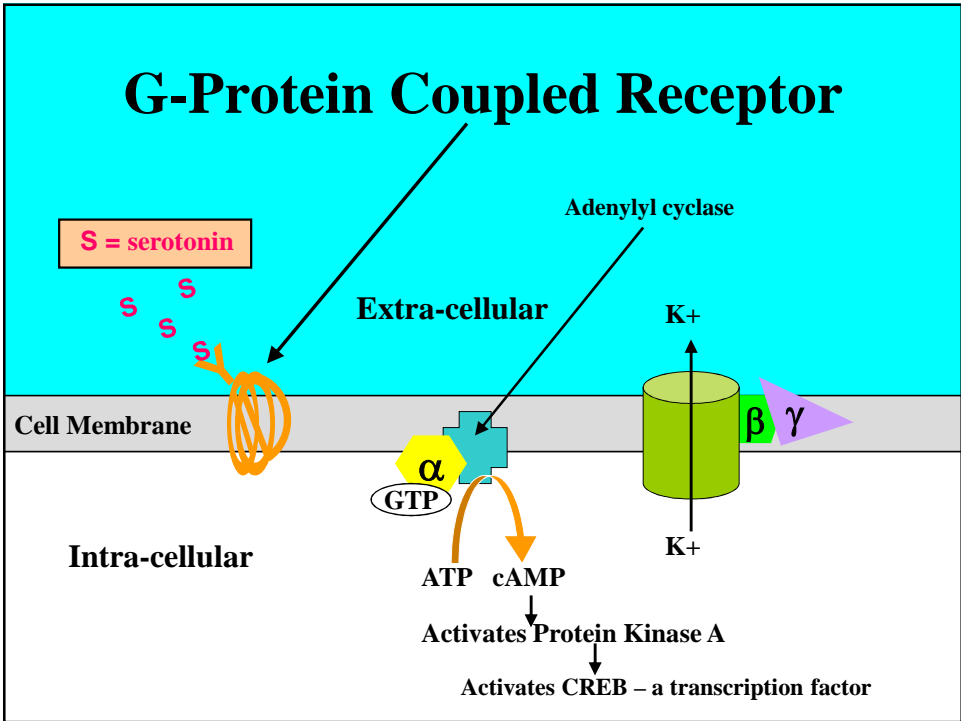 G-Protein Coupled Receptor
Adenylyl cyclase
S = serotonin
S
S
S
S
Extra-cellular
K+
Cell Membrane
β γ
α
GTP
Intra-cellular
K+
ATP cAMP
Activates Protein Kinase A
Activates CREB – a transcription factor